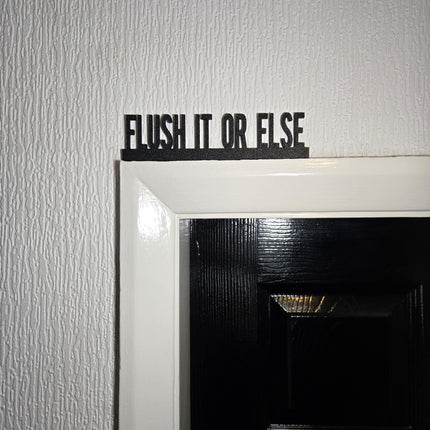 FLUSH IT OR ELSE